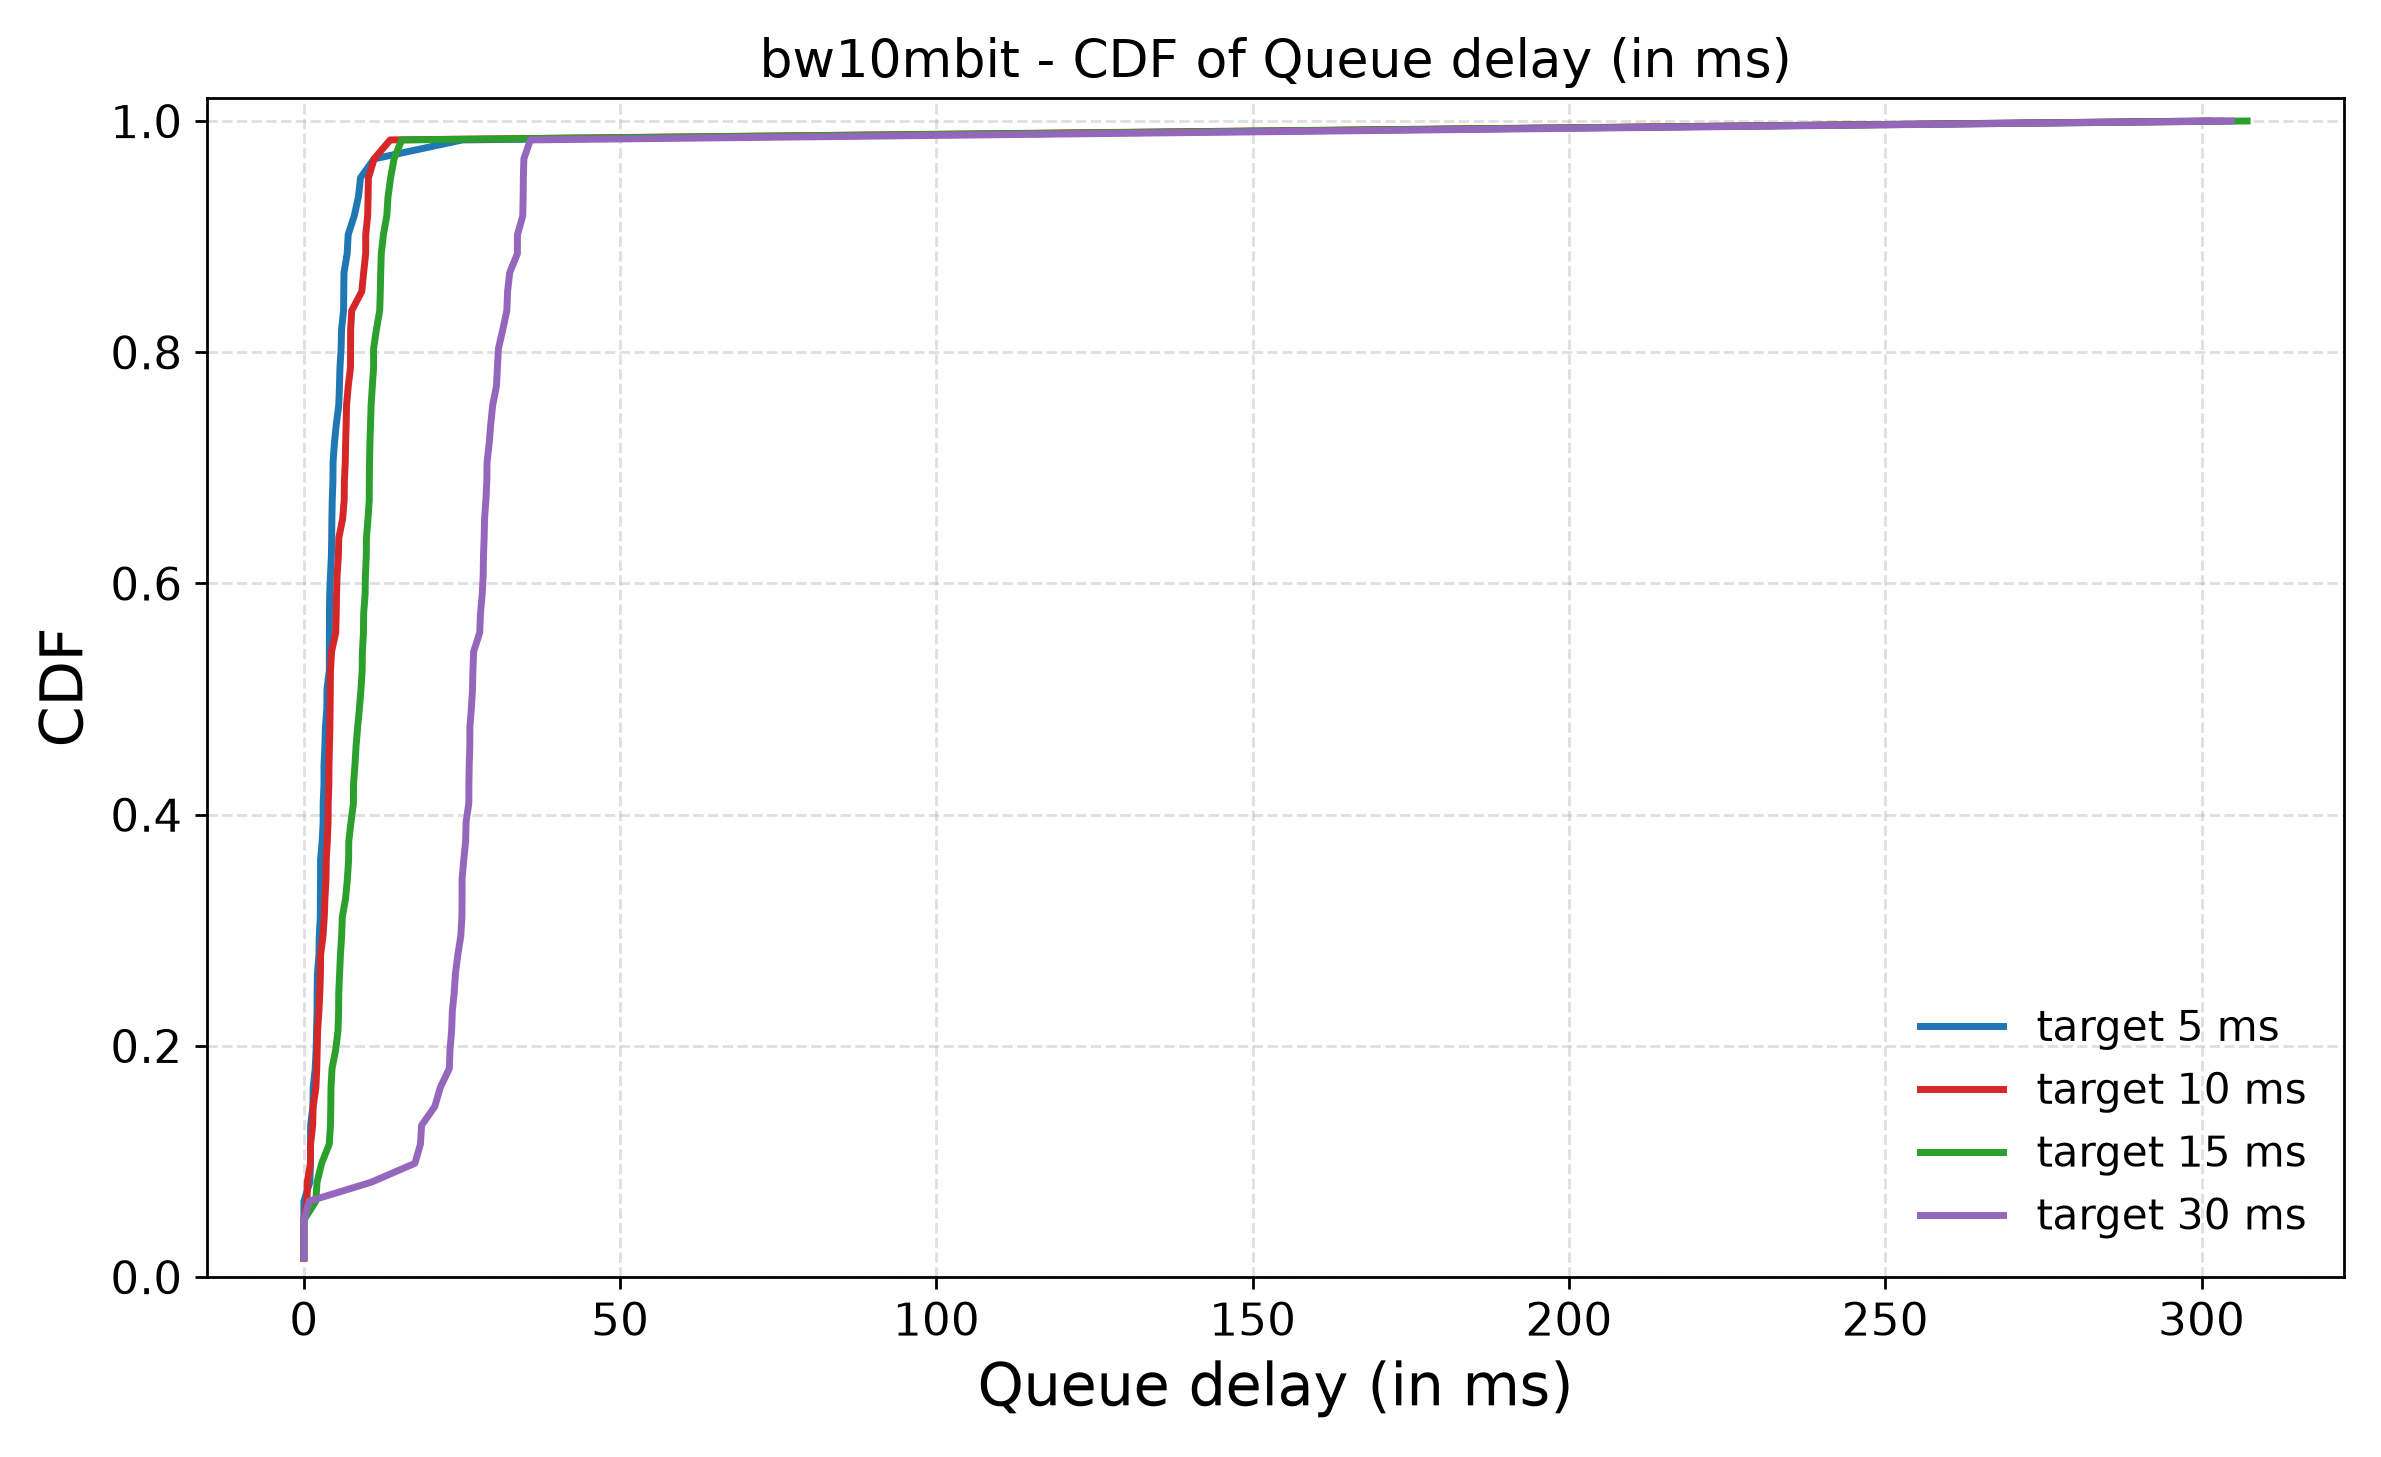 bw10mbit - CDF of Queue delay (in ms)
1.0
0.8
0.6
0.4
0.2
0.0
CDF
target 5 ms
target 10 ms
target 15 ms
target 30 ms
0 50 100 150 200 250 300
Queue delay (in ms)